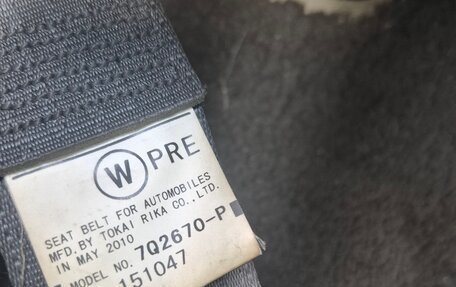 W PRE
SEAT BELT FOR AUTOMOBILES
MFD.BY TOKAI RIKA CO.,LTD.
IN MAY 2010
MODEL NO. 7Q2670-P
151047